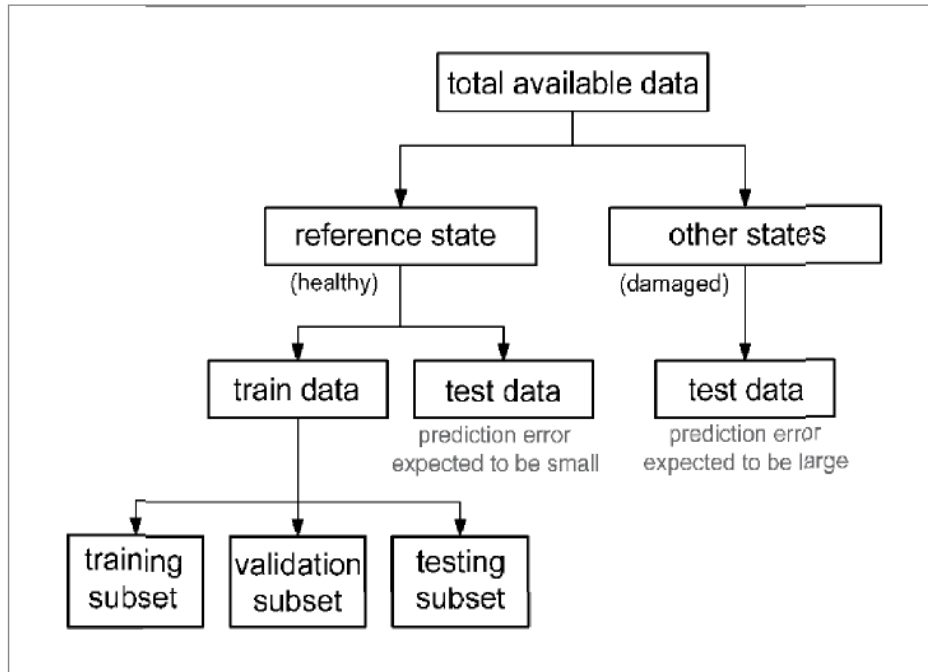 total available data
reference state
other states
(healthy)
(damaged)
train data
test data
test data
prediction error
expected to be small
prediction error
expected to be large
training
subset
validation
subset
testing
subset